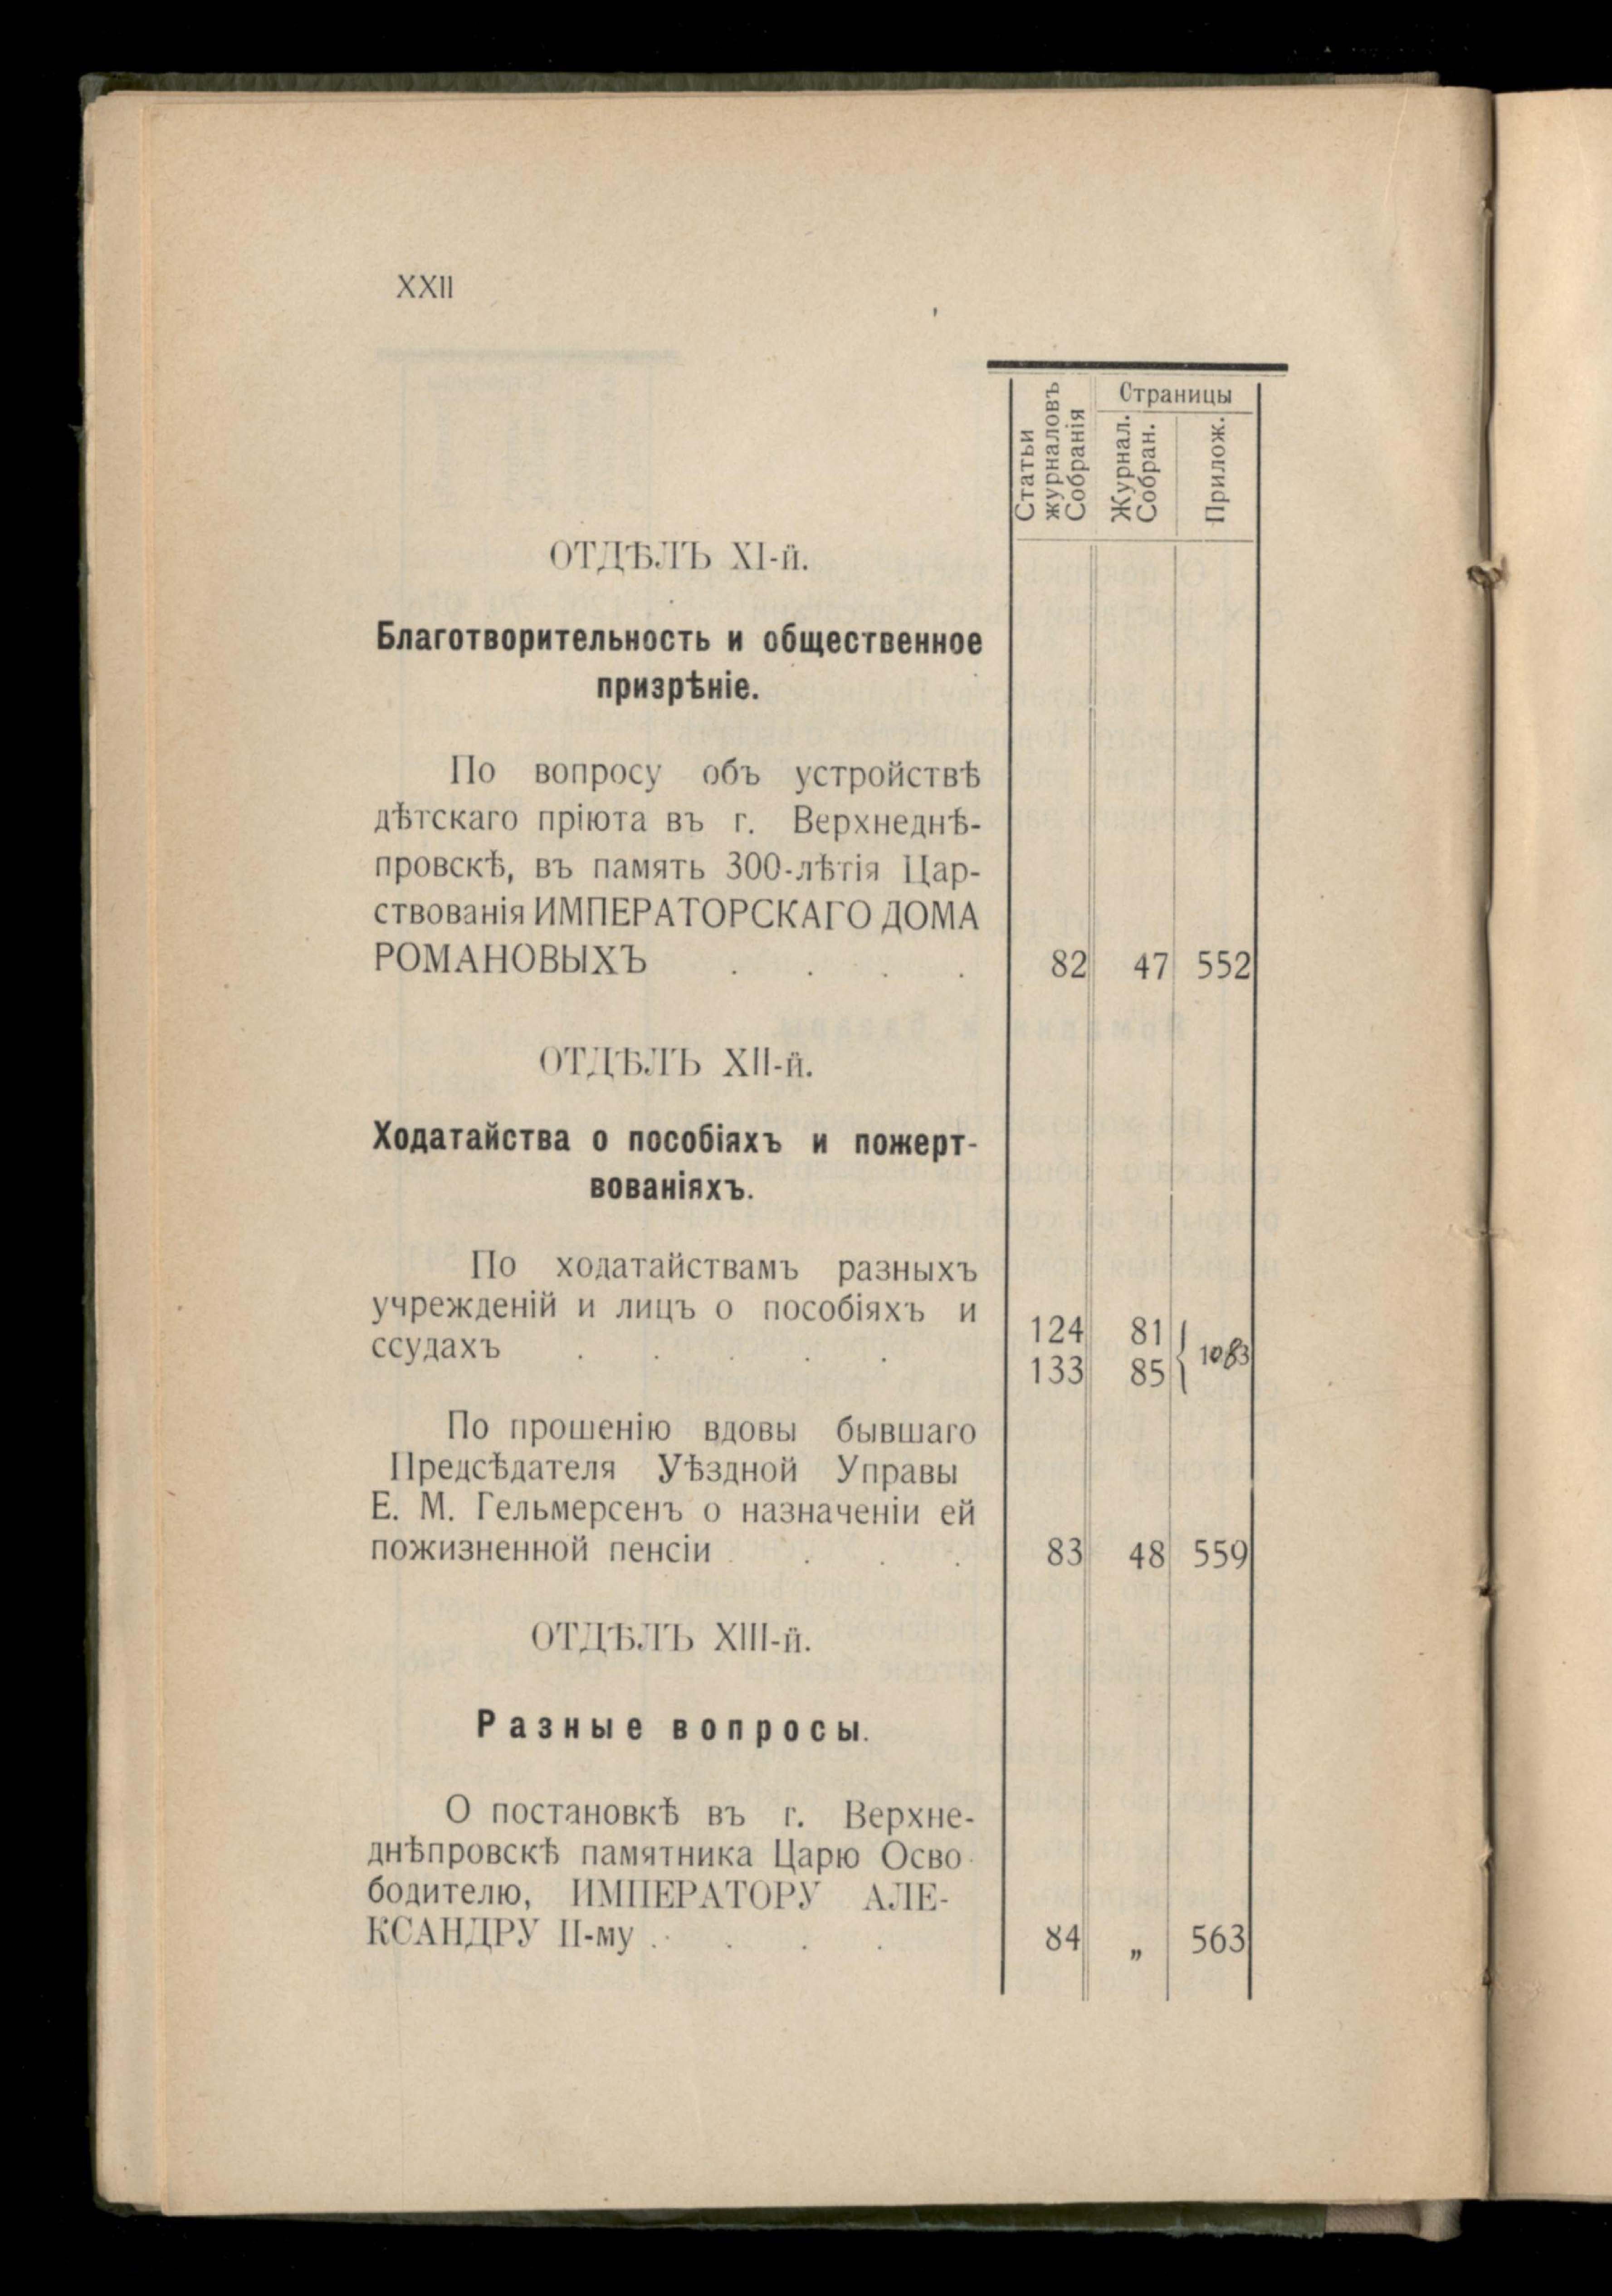 XXII
Статьи
журналовъ
Собранія
Страницы
Журнал.
Собран.
Прилож.
ОТДѢЛЪ XI-й.
Благотворительность и общественное
призрѣніе.
По вопросу объ устройствѣ
дѣтскаго пріюта въ г. Верхнеднѣ-
провскѣ, въ память 300-лѣтія Цар-
ствованія ИМПЕРАТОРСКАГО ДОМА
РОМАНОВЫХЪ . . . . 82 47 552
ОТДѢЛЪ XII-й.
Ходатайства о пособіяхъ и пожерт-
вованіяхъ.
По ходатайствамъ разныхъ
учрежденій и лицъ о пособіяхъ и
ссудахъ . . . . . 124 81
133 85 } 1083
По прошенію вдовы бывшаго
Предсѣдателя Уѣздной Управы
Е. М. Гельмерсенъ о назначеніи ей
пожизненной пенсіи . . . . 83 48 559
ОТДѢЛЪ XIII-й.
Разные вопросы.
О постановкѣ въ г. Верхне-
днѣпровскѣ памятника Царю Осво-
бодителю, ИМПЕРАТОРУ АЛЕ-
КСАНДРУ II-му . . . . 84 „ 563